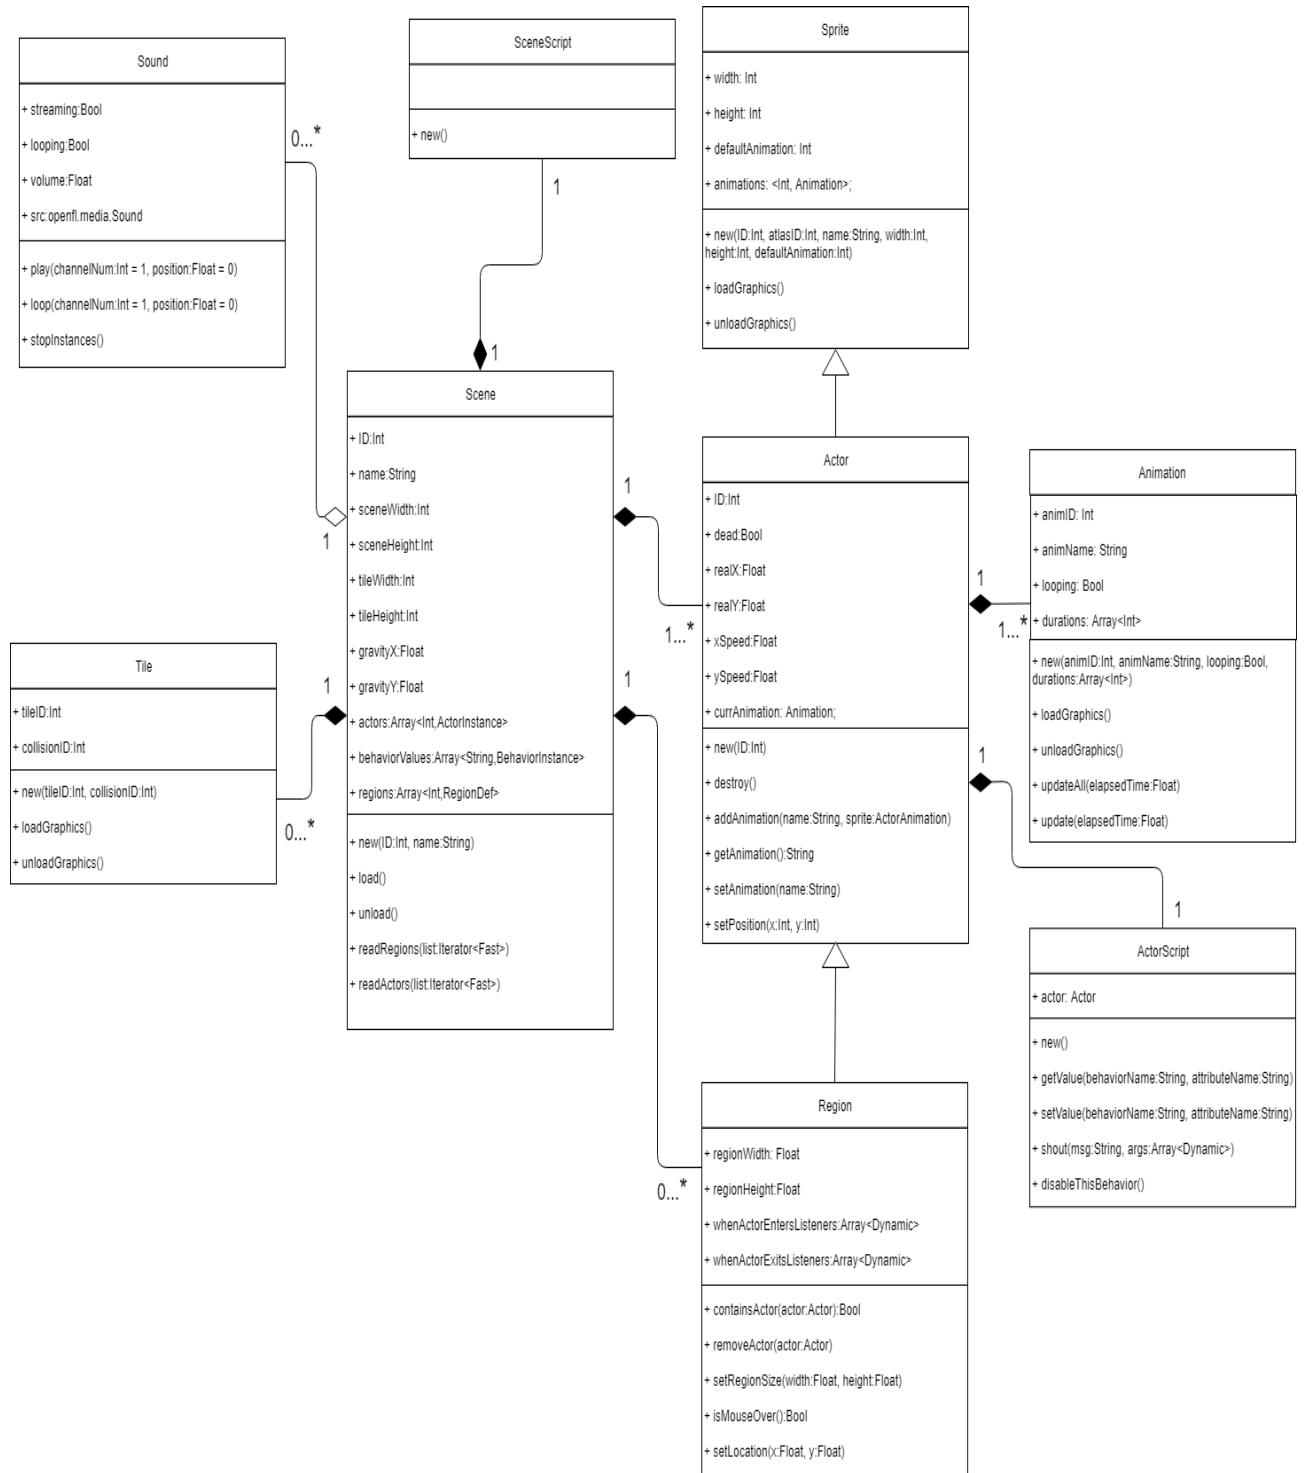 Sound
+ streaming:Bool
+ looping:Bool
+ volume:Float
+ src:openfl.media.Sound
+ play(channelNum:Int = 1, position:Float = 0)
+ loop(channelNum:Int = 1, position:Float = 0)
+ stopInstances()
0...*
1
SceneScript
+ new()
1
1
Sprite
+ width: Int
+ height: Int
+ defaultAnimation: Int
+ animations: <Int, Animation>;
+ new(ID:Int, atlasID:Int, name:String, width:Int,
height:Int, defaultAnimation:Int)
+ loadGraphics()
+ unloadGraphics()
Scene
+ ID:Int
+ name:String
+ sceneWidth:Int
+ sceneHeight:Int
+ tileWidth:Int
+ tileHeight:Int
+ gravityX:Float
+ gravityY:Float
+ actors:Array<Int,ActorInstance>
+ behaviorValues:Array<String,BehaviorInstance>
+ regions:Array<Int,RegionDef>
+ new(ID:Int, name:String)
+ load()
+ unload()
+ readRegions(list:Iterator<Fast>)
+ readActors(list:Iterator<Fast>)
1
1...*
1
0...*
Tile
+ tileID:Int
+ collisionID:Int
+ new(tileID:Int, collisionID:Int)
+ loadGraphics()
+ unloadGraphics()
1
0...*
Actor
+ ID:Int
+ dead:Bool
+ realX:Float
+ realY:Float
+ xSpeed:Float
+ ySpeed:Float
+ currAnimation: Animation;
+ new(ID:Int)
+ destroy()
+ addAnimation(name:String, sprite:ActorAnimation)
+ getAnimation():String
+ setAnimation(name:String)
+ setPosition(x:Int, y:Int)
1
1...*
1
1
Animation
+ animID: Int
+ animName: String
+ looping: Bool
+ durations: Array<Int>
+ new(animID:Int, animName:String, looping:Bool,
durations:Array<Int>)
+ loadGraphics()
+ unloadGraphics()
+ updateAll(elapsedTime:Float)
+ update(elapsedTime:Float)
ActorScript
+ actor: Actor
+ new()
+ getValue(behaviorName:String, attributeName:String)
+ setValue(behaviorName:String, attributeName:String)
+ shout(msg:String, args:Array<Dynamic>)
+ disableThisBehavior()
Region
+ regionWidth: Float
+ regionHeight:Float
+ whenActorEntersListeners:Array<Dynamic>
+ whenActorExitsListeners:Array<Dynamic>
+ containsActor(actor:Actor):Bool
+ removeActor(actor:Actor)
+ setRegionSize(width:Float, height:Float)
+ isMouseOver():Bool
+ setLocation(x:Float, y:Float)